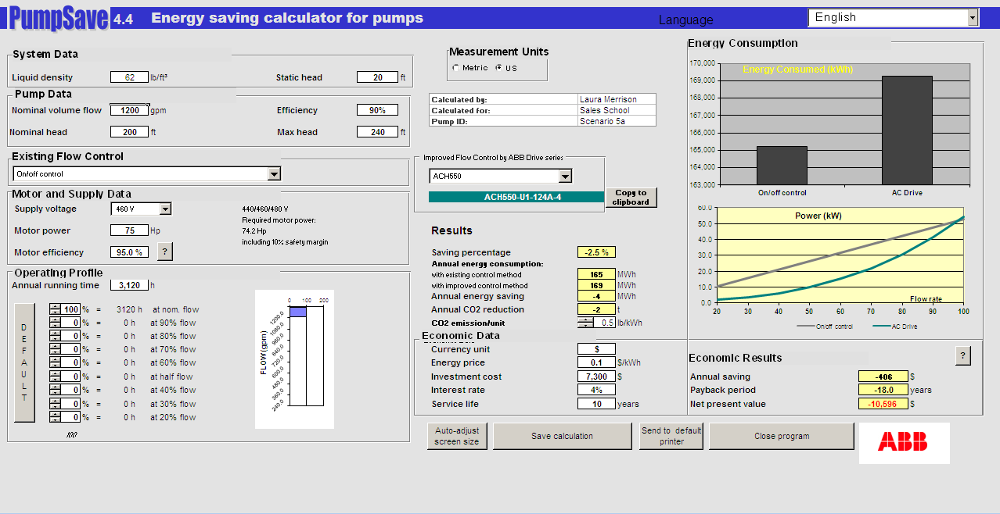 PumpSave 4.4 Energy saving calculator for pumps Language English
System Data
Liquid density 62 lb/ft³ Static head 20 ft
Pump Data
Nominal volume flow 1200 gpm Efficiency 90%
Nominal head 200 ft Max head 240 ft
Existing Flow Control
On/off control
Motor and Supply Data
Supply voltage 460 V 440/460/480 V
Required motor power:
Motor power 75 Hp 74.2 Hp
including 10% safety margin
Motor efficiency 95.0 % ?
Operating Profile
Annual running time 3,120 h
DEFAULT
100 % = 3120 h at nom. flow
0 % = 0 h at 90% flow
0 % = 0 h at 80% flow
0 % = 0 h at 70% flow
0 % = 0 h at 60% flow
0 % = 0 h at half flow
0 % = 0 h at 40% flow
0 % = 0 h at 30% flow
0 % = 0 h at 20% flow
100
0 100 200
FLOW(gpm)
1200.0
960.0
840.0
720.0
600.0
480.0
360.0
240.0
Measurement Units
Metric US
Calculated by: Laura Merrison
Calculated for: Sales School
Pump ID: Scenario 5a
Improved Flow Control by ABB Drive series
ACH550
ACH550-U1-124A-4
Copy to
clipboard
Results
Saving percentage -2.5 %
Annual energy consumption:
with existing control method 165 MWh
with improved control method 169 MWh
Annual energy saving -4 MWh
Annual CO2 reduction -2 t
CO2 emission/unit 0.5 lb/kWh
Economic Data
Currency unit $
Energy price 0.1 $/kWh
Investment cost 7,300 $
Interest rate 4%
Service life 10 years
Energy Consumption
Energy Consumed (kWh)
170,000
169,000
168,000
167,000
166,000
165,000
164,000
163,000
On/off control AC Drive
Power (kW)
60.0
50.0
40.0
30.0
20.0
10.0
0.0
Flow rate
20 30 40 50 60 70 80 90 100
On/off control AC Drive
Economic Results ?
Annual saving -406 $
Payback period -18.0 years
Net present value -10,596 $
Auto-adjust
screen size
Save calculation
Send to default
printer
Close program
ABB